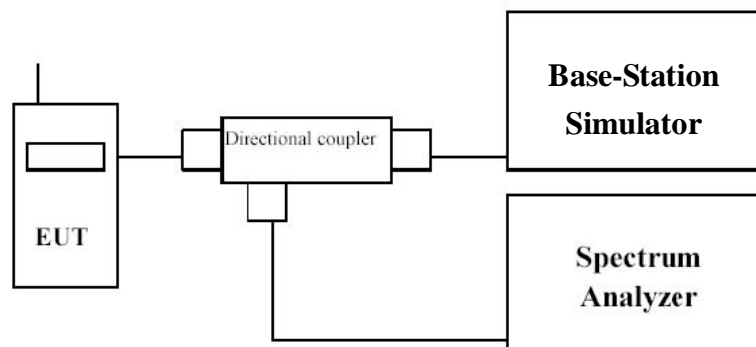 Base-Station
Simulator
Directional coupler
EUT
Spectrum
Analyzer